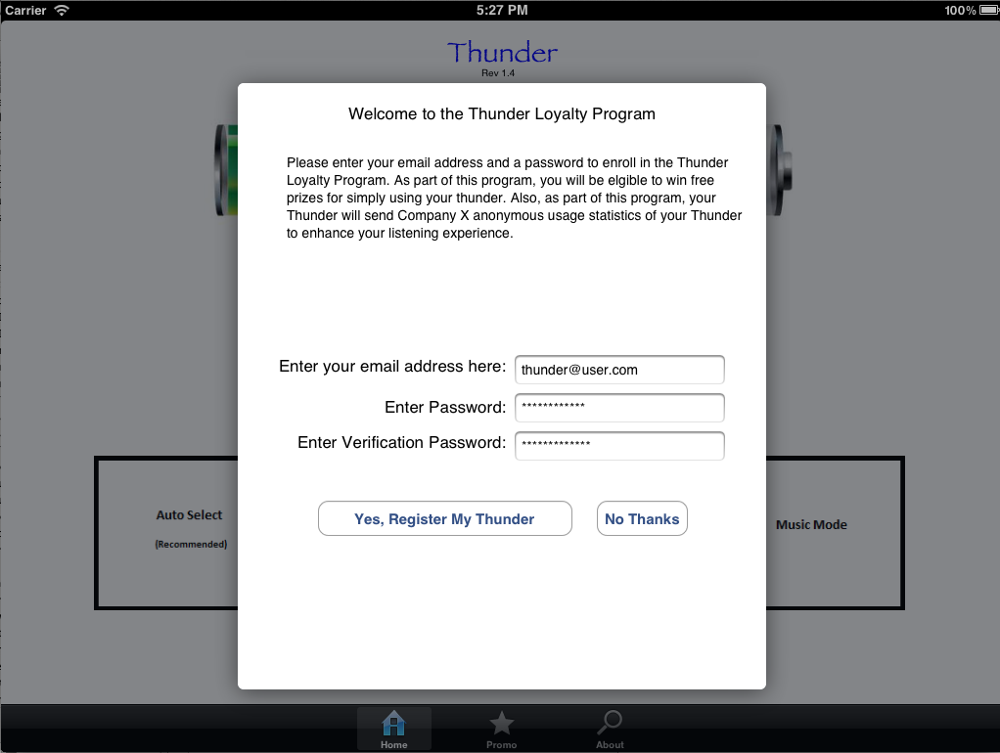 Carrier 5:27 PM 100%
Thunder
Rev 1.4
Welcome to the Thunder Loyalty Program
Please enter your email address and a password to enroll in the Thunder
Loyalty Program. As part of this program, you will be elgible to win free
prizes for simply using your thunder. Also, as part of this program, your
Thunder will send Company X anonymous usage statistics of your Thunder
to enhance your listening experience.
Enter your email address here: thunder@user.com
Enter Password: ************
Enter Verification Password: *************
Yes, Register My Thunder No Thanks
Auto Select
(Recommended)
Music Mode
Home Promo About